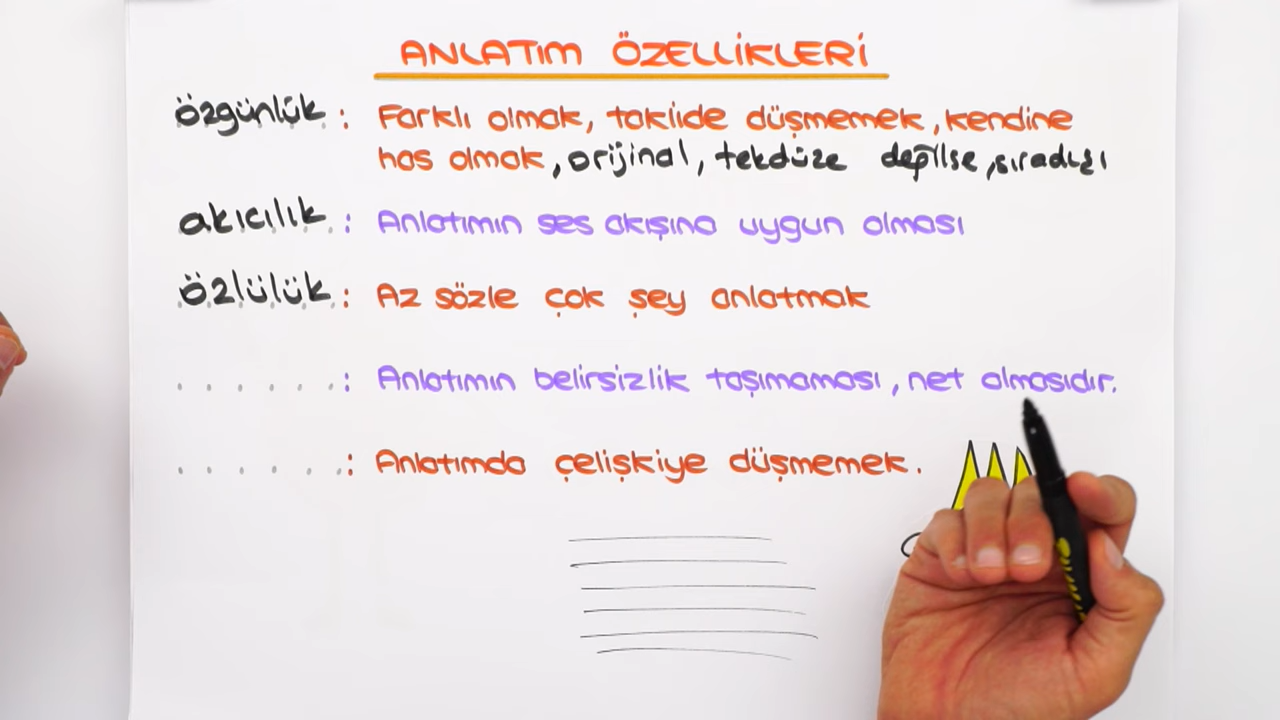 ANLATIM ÖZELLİKLERİ
özgünlük : Farklı olmak, taklide düşmemek, kendine
has olmak, orijinal, tekdüze değilse, sıradışı
akıcılık : Anlatımın ses akışına uygun olması
özlülük : Az sözle çok şey anlatmak
. . . . . . . : Anlatımın belirsizlik taşımaması, net olmasıdır.
. . . . . . . : Anlatımda çelişkiye düşmemek.